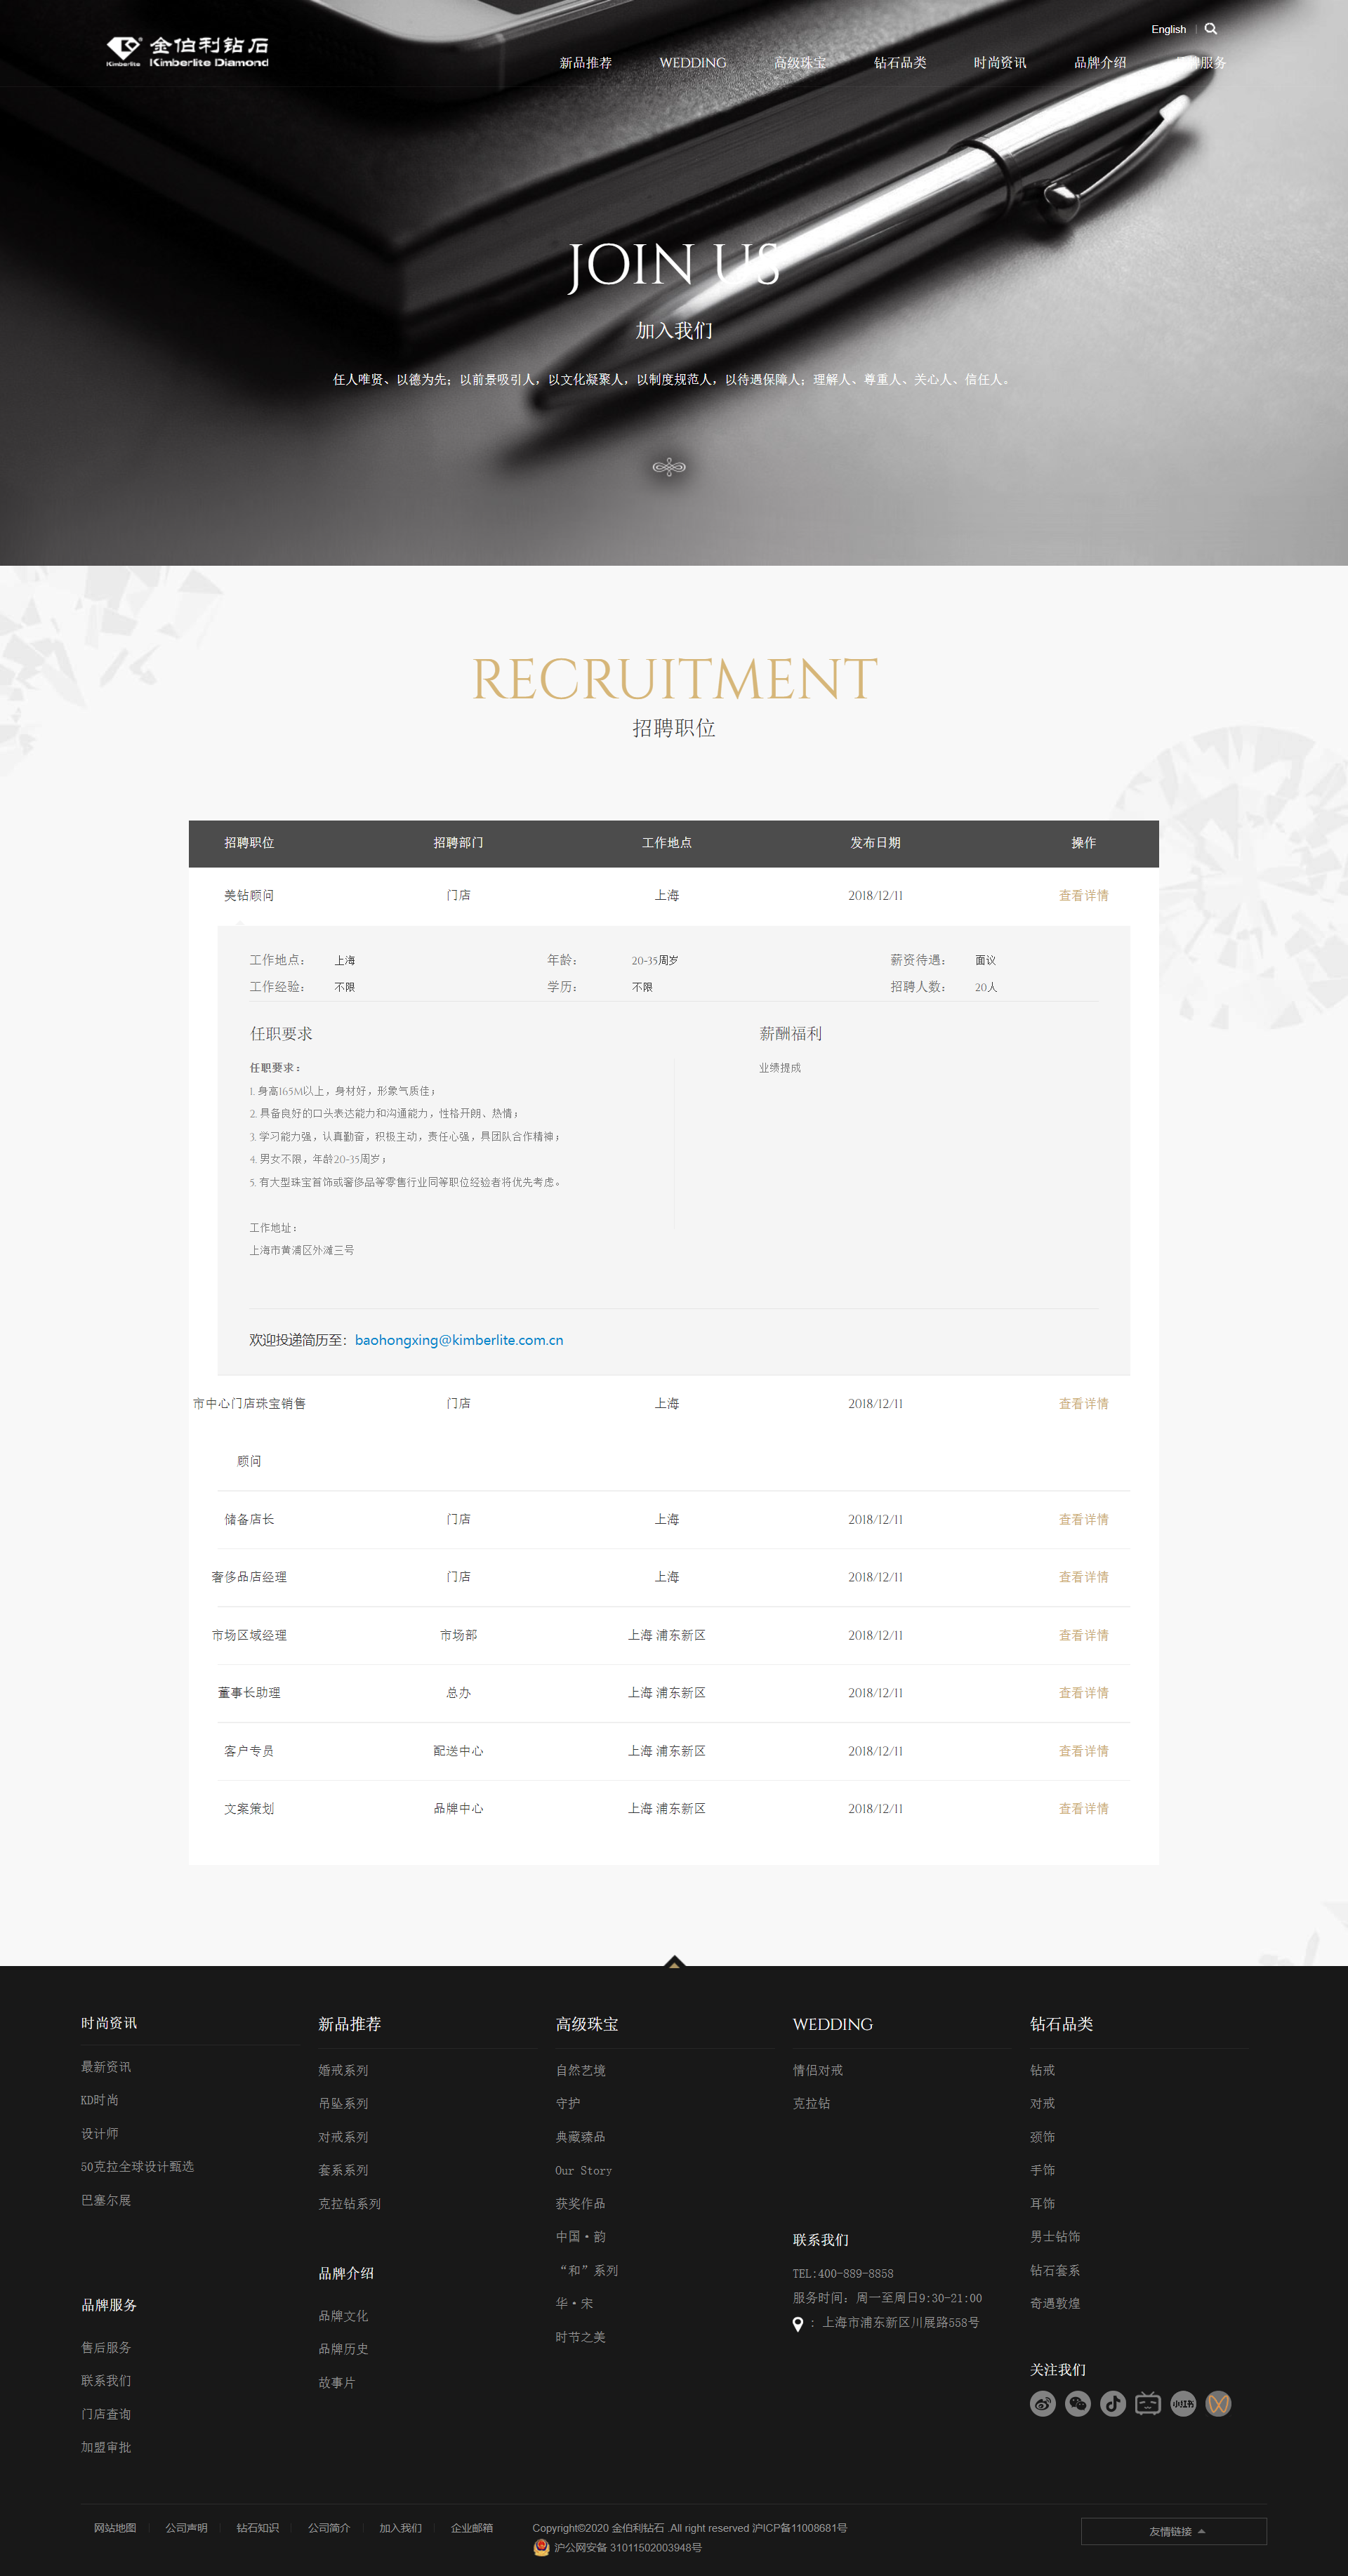 English
金伯利钻石
Kimberlite
Kimberlite Diamond
新品推荐 WEDDING 高级珠宝 钻石品类 时尚资讯 品牌介绍 品牌服务
JOIN US
加入我们
任人唯贤、以德为先；以前景吸引人，以文化凝聚人，以制度规范人，以待遇保障人；理解人、尊重人、关心人、信任人。
RECRUITMENT
招聘职位
招聘职位 招聘部门 工作地点 发布日期 操作
美钻顾问 门店 上海 2018/12/11 查看详情
工作地点： 上海 年龄： 20-35周岁 薪资待遇： 面议
工作经验： 不限 学历： 不限 招聘人数： 20人
任职要求
任职要求：
1. 身高165M以上，身材好，形象气质佳；
2. 具备良好的口头表达能力和沟通能力，性格开朗、热情；
3. 学习能力强，认真勤奋，积极主动，责任心强，具团队合作精神；
4. 男女不限，年龄20-35周岁；
5. 有大型珠宝首饰或奢侈品等零售行业同等职位经验者将优先考虑。
工作地址：
上海市黄浦区外滩三号
薪酬福利
业绩提成
欢迎投递简历至：baohongxing@kimberlite.com.cn
市中心门店珠宝销售 门店 上海 2018/12/11 查看详情
顾问
储备店长 门店 上海 2018/12/11 查看详情
奢侈品店经理 门店 上海 2018/12/11 查看详情
市场区域经理 市场部 上海 浦东新区 2018/12/11 查看详情
董事长助理 总办 上海 浦东新区 2018/12/11 查看详情
客户专员 配送中心 上海 浦东新区 2018/12/11 查看详情
文案策划 品牌中心 上海 浦东新区 2018/12/11 查看详情
时尚资讯
最新资讯
KD时尚
设计师
50克拉全球设计甄选
巴塞尔展
品牌服务
售后服务
联系我们
门店查询
加盟审批
新品推荐
婚戒系列
吊坠系列
对戒系列
套系系列
克拉钻系列
品牌介绍
品牌文化
品牌历史
故事片
高级珠宝
自然艺境
守护
典藏臻品
Our Story
获奖作品
中国·韵
“和”系列
华·宋
时节之美
WEDDING
情侣对戒
克拉钻
联系我们
TEL:400-889-8858
服务时间：周一至周日9:30-21:00
：上海市浦东新区川展路558号
钻石品类
钻戒
对戒
颈饰
手饰
耳饰
男士钻饰
钻石套系
奇遇敦煌
关注我们
小红书
网站地图 公司声明 钻石知识 公司简介 加入我们 企业邮箱 Copyright©2020 金伯利钻石 .All right reserved 沪ICP备11008681号
沪公网安备 31011502003948号
友情链接